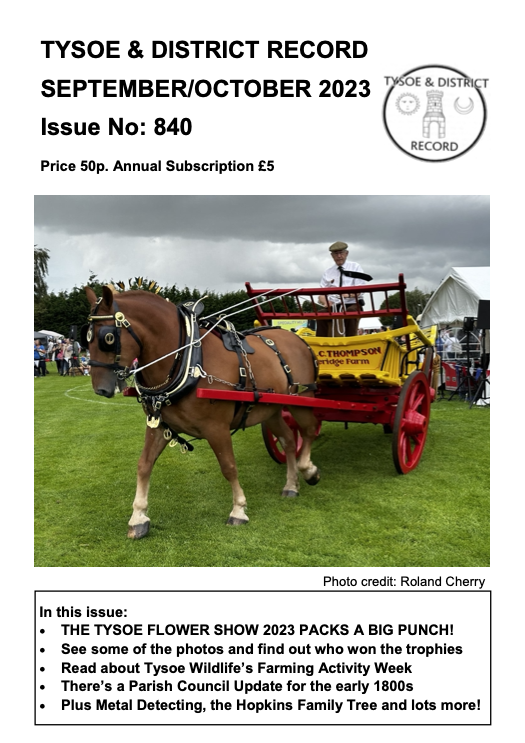 TYSOE & DISTRICT RECORD
SEPTEMBER/OCTOBER 2023
Issue No: 840
Price 50p. Annual Subscription £5
TYSOE & DISTRICT
RECORD
C. THOMPSON
eridge Farm
Photo credit: Roland Cherry
In this issue:
• THE TYSOE FLOWER SHOW 2023 PACKS A BIG PUNCH!
• See some of the photos and find out who won the trophies
• Read about Tysoe Wildlife’s Farming Activity Week
• There’s a Parish Council Update for the early 1800s
• Plus Metal Detecting, the Hopkins Family Tree and lots more!